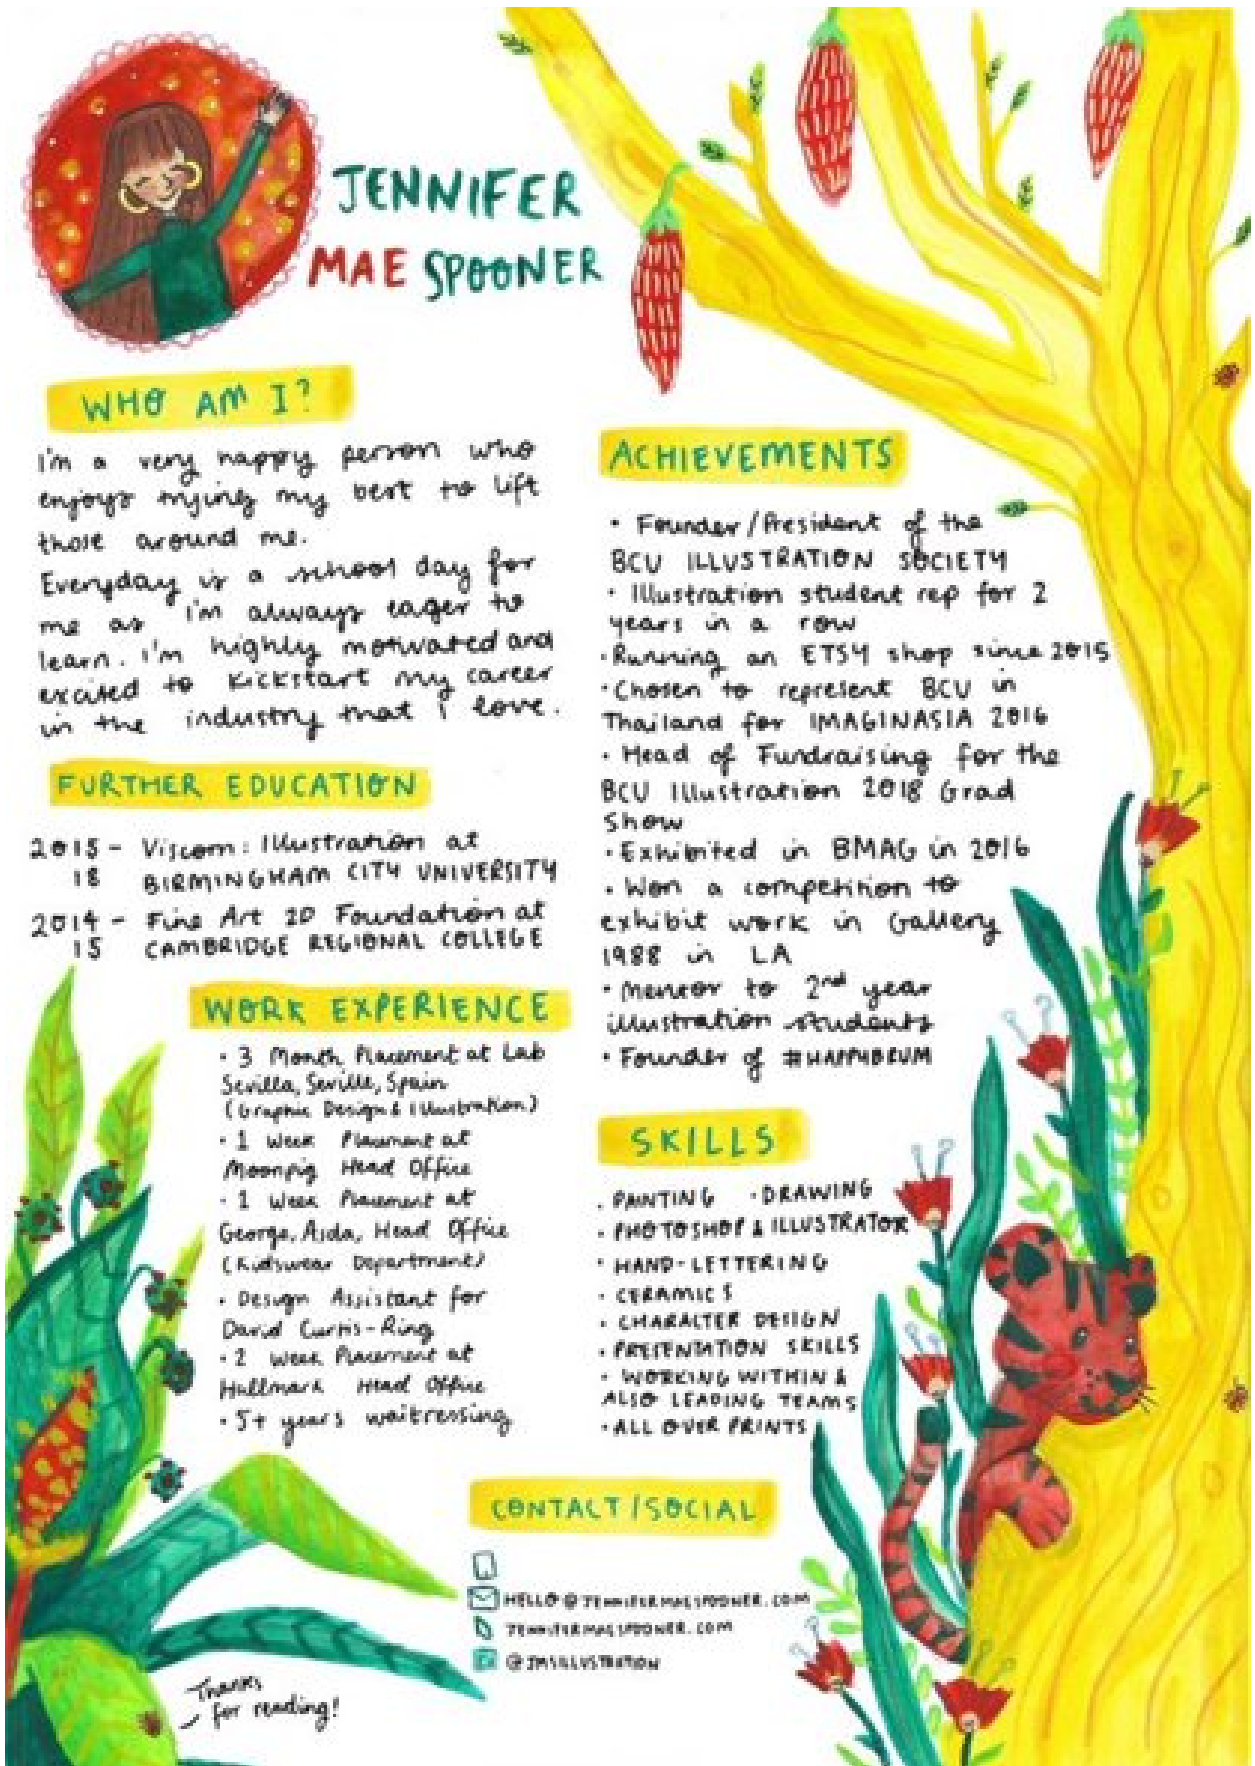 JENNIFER
MAE SPOONER
WHO AM I?
I'm a very happy person who
enjoys trying my best to lift
those around me.
Everyday is a school day for
me as I'm always eager to
learn. I'm highly motivated and
excited to kickstart my career
in the industry that I love.
FURTHER EDUCATION
2015 - Viscom: Illustration at
18 BIRMINGHAM CITY UNIVERSITY
2014 - Fine Art 2D Foundation at
15 CAMBRIDGE REGIONAL COLLEGE
WORK EXPERIENCE
• 3 Month Placement at Lab
Sevilla, Seville, Spain
(Graphic Design & Illustration)
• 1 Week Placement at
Moonpig Head Office
• 1 Week Placement at
George, Asda, Head Office
(Kidswear Department)
• Design Assistant for
David Curtis-Ring
• 2 Week Placement at
Hallmark Head Office
• 5+ years waitressing
ACHIEVEMENTS
• Founder/President of the
BCU ILLUSTRATION SOCIETY
• Illustration student rep for 2
years in a row
• Running an ETSY shop since 2015
• Chosen to represent BCU in
Thailand for IMAGINASIA 2016
• Head of Fundraising for the
BCU Illustration 2018 Grad
Show
• Exhibited in BMAG in 2016
• Won a competition to
exhibit work in Gallery
1988 in LA
• Mentor to 2nd year
illustration students
• Founder of #HAPPYBRUM
SKILLS
• PAINTING • DRAWING
• PHOTOSHOP & ILLUSTRATOR
• HAND-LETTERING
• CERAMICS
• CHARACTER DESIGN
• PRESENTATION SKILLS
• WORKING WITHIN &
ALSO LEADING TEAMS
• ALL OVER PRINTS
CONTACT/SOCIAL
HELLO@JENNIFERMAESPOONER.COM
JENNIFERMAESPOONER.COM
@JMSILLUSTRATION
Thanks
for reading!